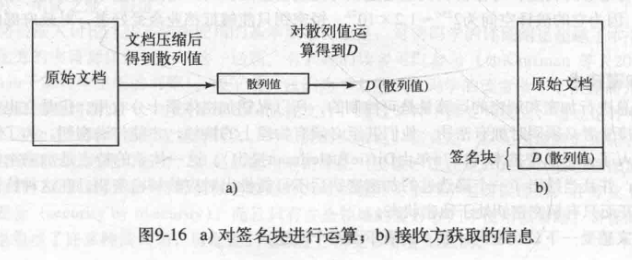 文档压缩后
得到散列值
对散列值运
算得到D
原始文档
散列值
D (散列值)
a)
原始文档
签名块
D (散列值)
b)
图9-16 a) 对签名块进行运算；b) 接收方获取的信息